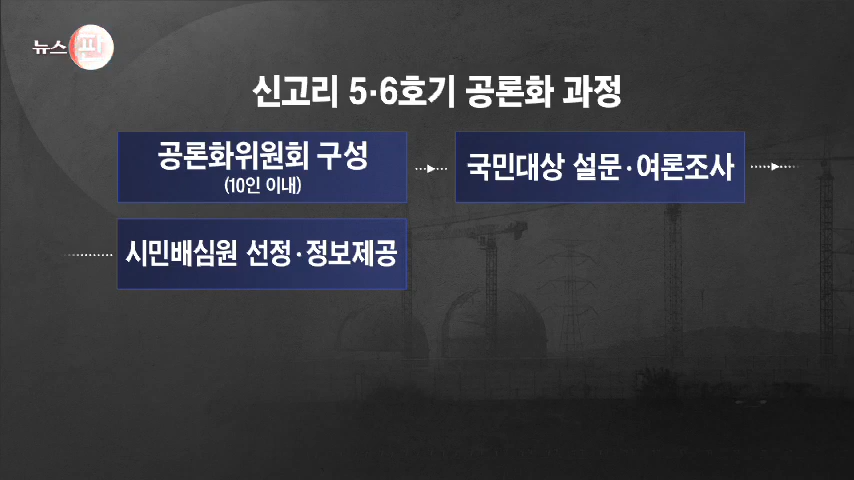 뉴스판
신고리 5·6호기 공론화 과정
공론화위원회 구성
(10인 이내)
국민대상 설문·여론조사
시민배심원 선정·정보제공